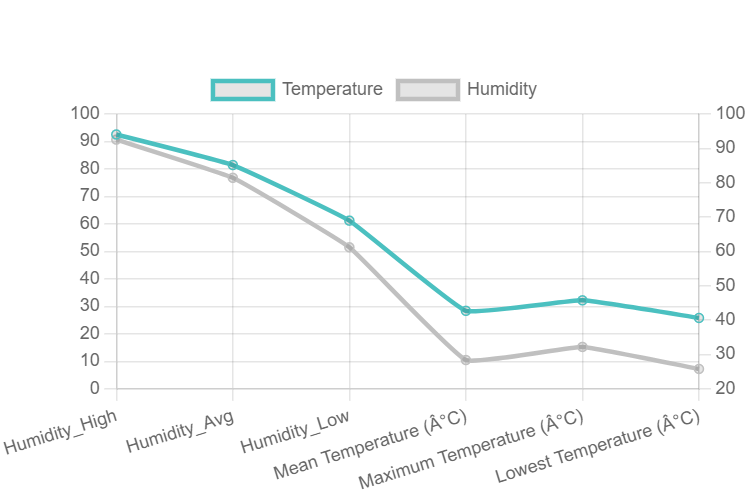 Temperature Humidity
100 100
90 90
80 80
70 70
60 60
50 50
40 40
30 30
20
10
0 20
Humidity_High
Humidity_Avg
Humidity_Low
Mean Temperature (Â°C)
Maximum Temperature (Â°C)
Lowest Temperature (Â°C)